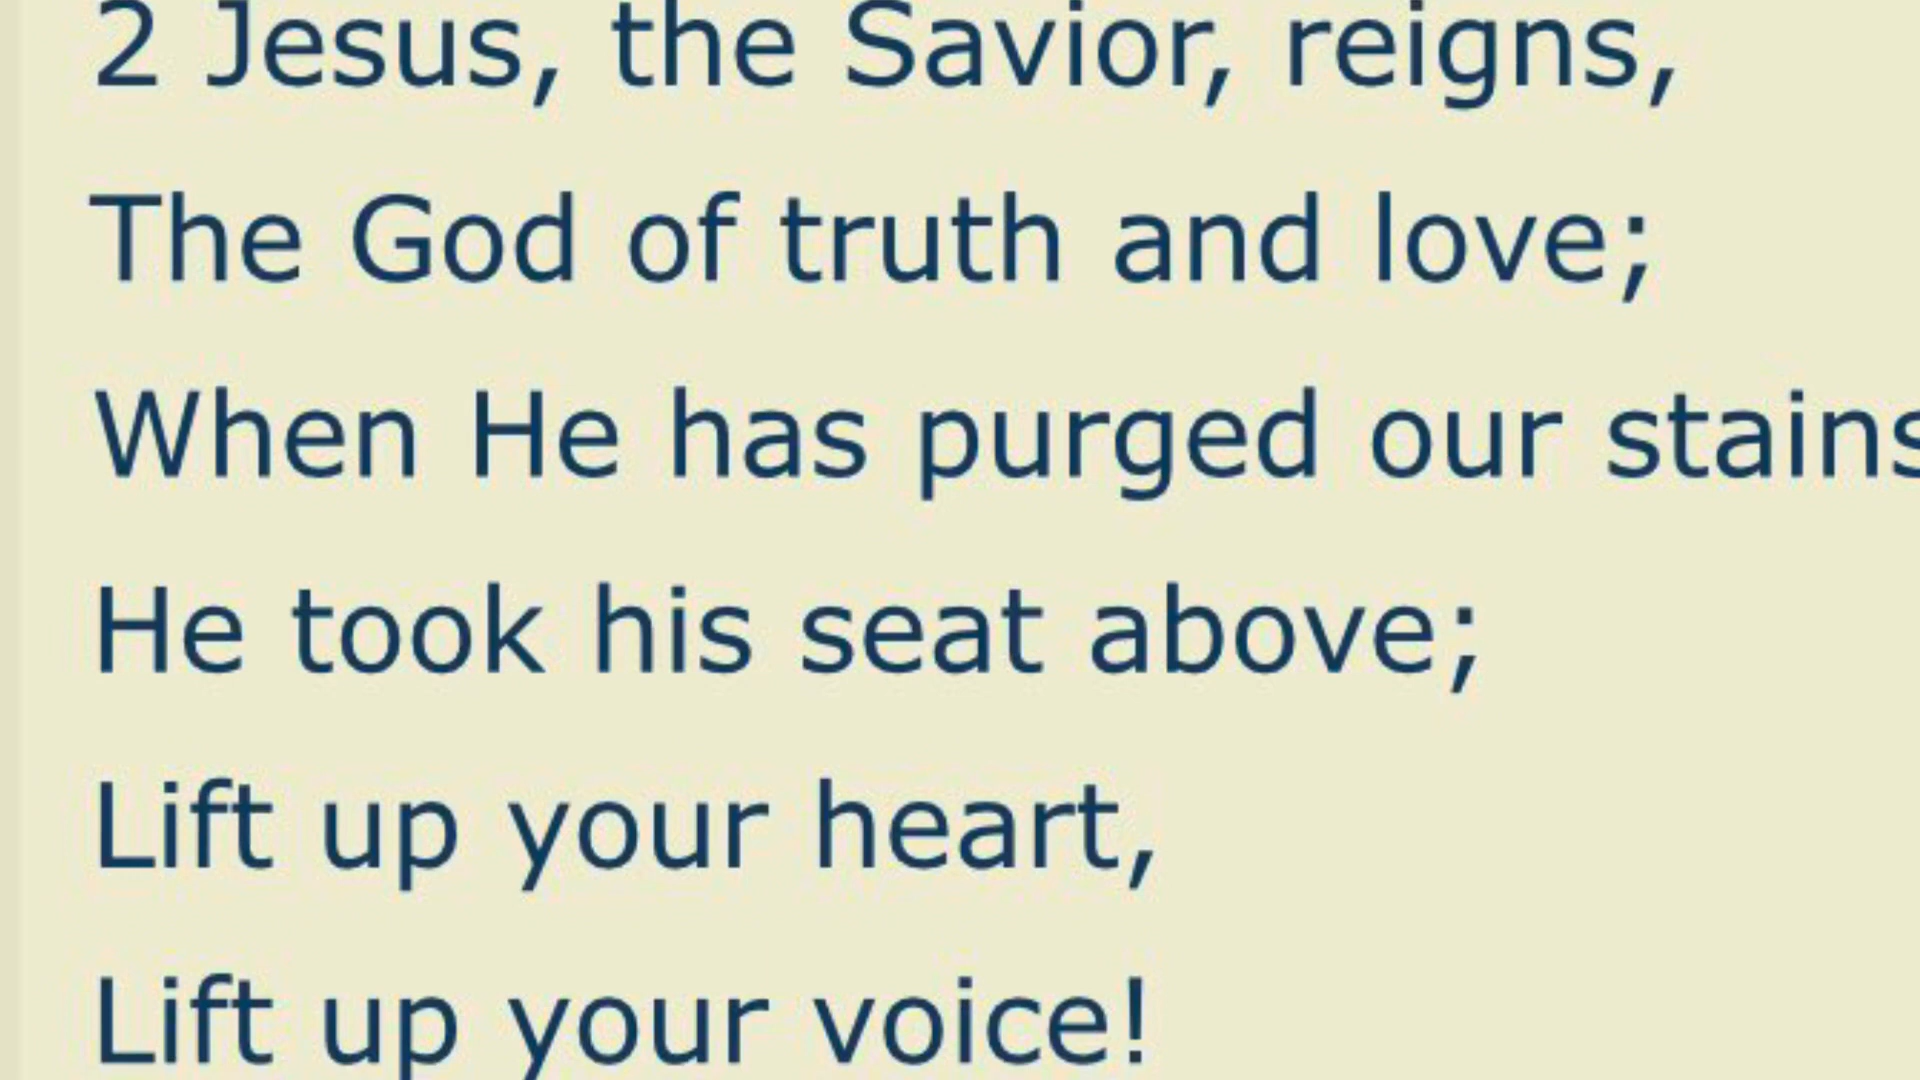 2 Jesus, the Savior, reigns,
The God of truth and love;
When He has purged our stains
He took his seat above;
Lift up your heart,
Lift up your voice!